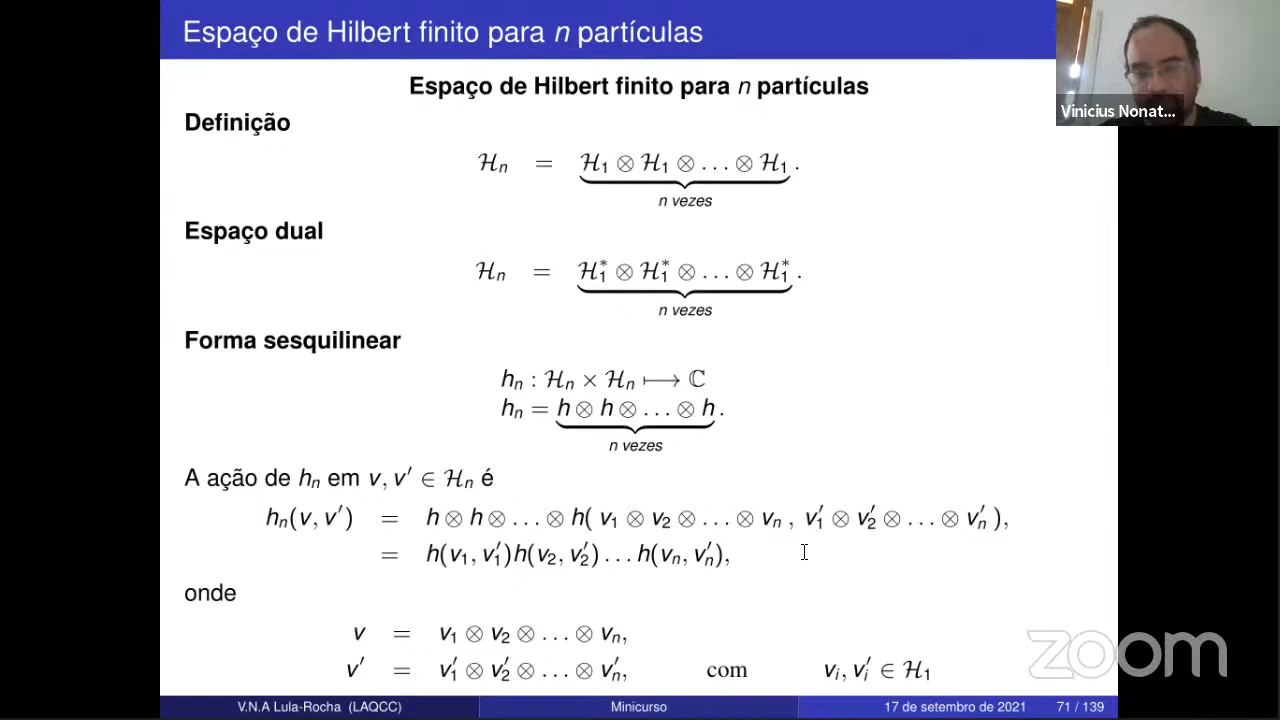 Espaço de Hilbert finito para n partículas
Vinicius Nonat...
Espaço de Hilbert finito para n partículas
Definição
ℋₙ = ℋ₁ ⊗ ℋ₁ ⊗ … ⊗ ℋ₁ .
n vezes
Espaço dual
ℋₙ = ℋ₁* ⊗ ℋ₁* ⊗ … ⊗ ℋ₁* .
n vezes
Forma sesquilinear
hₙ : ℋₙ × ℋₙ ⟼ ℂ
hₙ = h ⊗ h ⊗ … ⊗ h .
n vezes
A ação de hₙ em v, v′ ∈ ℋₙ é
hₙ(v, v′) = h ⊗ h ⊗ … ⊗ h( v₁ ⊗ v₂ ⊗ … ⊗ vₙ , v′₁ ⊗ v′₂ ⊗ … ⊗ v′ₙ ),
= h(v₁, v′₁)h(v₂, v′₂) … h(vₙ, v′ₙ),
onde
v = v₁ ⊗ v₂ ⊗ … ⊗ vₙ,
v′ = v′₁ ⊗ v′₂ ⊗ … ⊗ v′ₙ, com vᵢ, v′ᵢ ∈ ℋ₁
zoom
V.N.A Lula-Rocha (LAQCC) Minicurso 17 de setembro de 2021 71 / 139